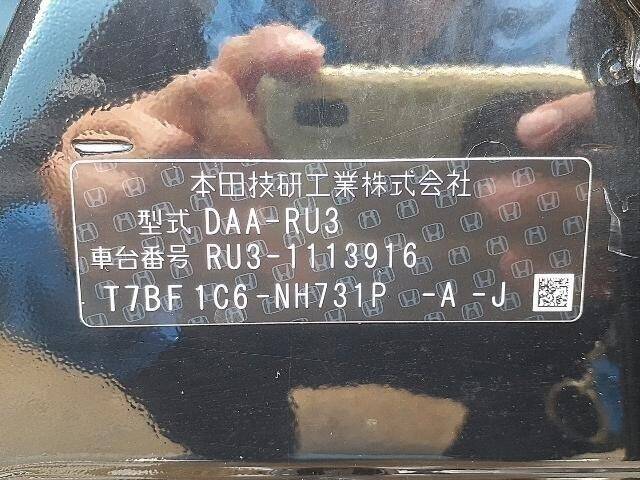 本田技研工業株式会社
型式 DAA-RU3
車台番号 RU3-1113916
T7BF1C6-NH731P -A -J